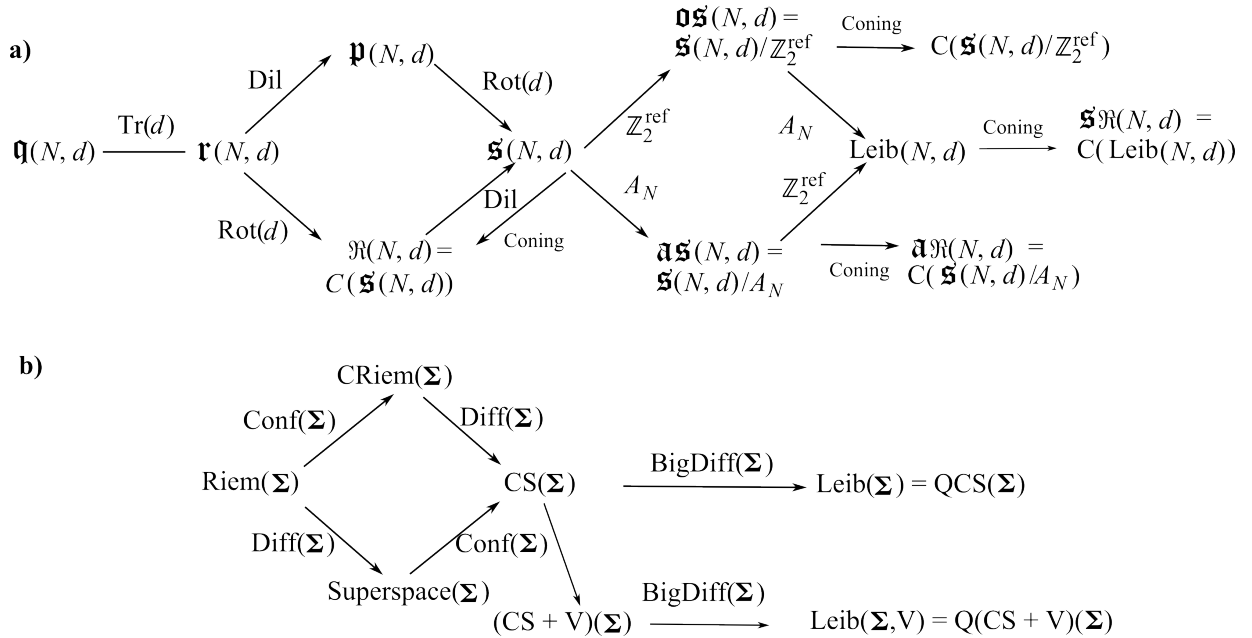 a)
𝖔𝖘(N, d) =
𝖘(N, d)/ℤ₂^ref
Coning
C(𝖘(N, d)/ℤ₂^ref)
𝖕(N, d)
Dil
Rot(d)
Tr(d)
ℤ₂^ref
A_N
Coning
𝖘ℜ(N, d) =
C(Leib(N, d))
𝖖(N, d)
𝖗(N, d)
𝖘(N, d)
Leib(N, d)
Rot(d)
Dil
A_N
ℤ₂^ref
Coning
ℜ(N, d) =
C(𝖘(N, d))
𝖆𝖘(N, d) =
𝖘(N, d)/A_N
Coning
𝖆ℜ(N, d) =
C(𝖘(N, d)/A_N)
b)
CRiem(Σ)
Conf(Σ)
Diff(Σ)
BigDiff(Σ)
Riem(Σ)
CS(Σ)
Leib(Σ) = QCS(Σ)
Diff(Σ)
Conf(Σ)
Superspace(Σ)
BigDiff(Σ)
(CS + V)(Σ)
Leib(Σ,V) = Q(CS + V)(Σ)